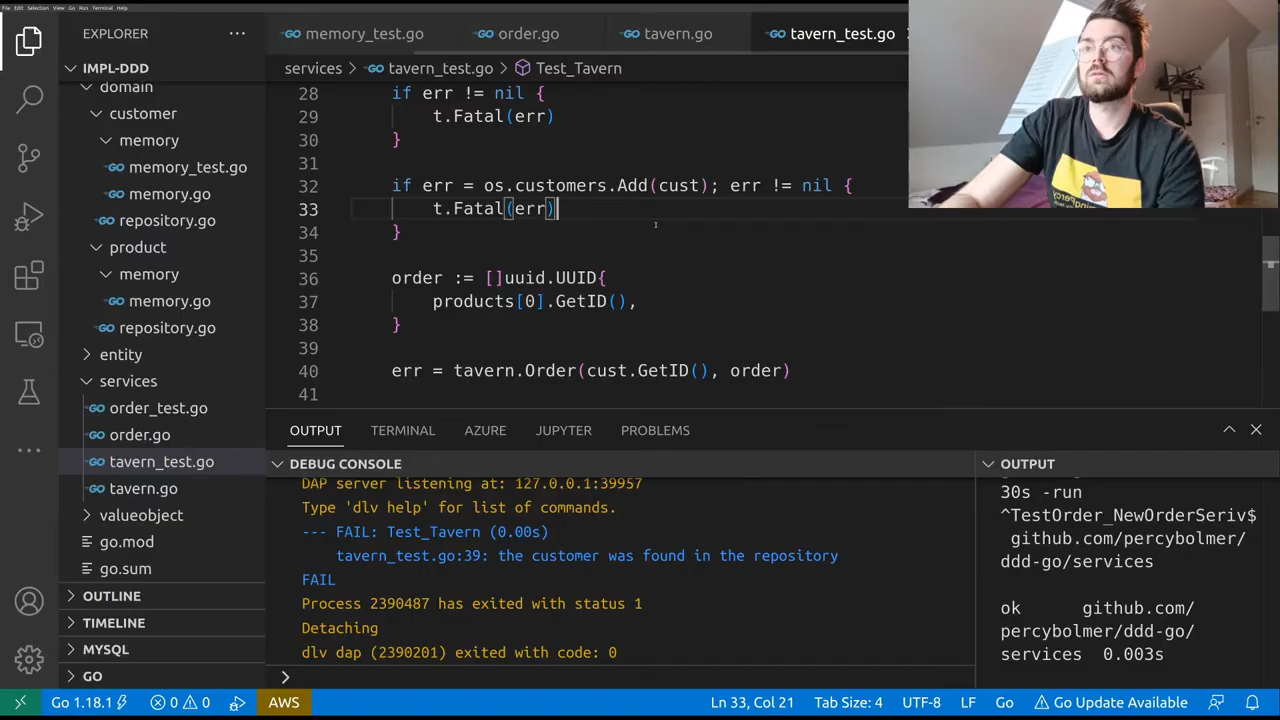 File Edit Selection View Go Run Terminal Help
EXPLORER
IMPL-DDD
domain
customer
memory
memory_test.go
memory.go
repository.go
product
memory
memory.go
repository.go
entity
services
order_test.go
order.go
tavern_test.go
tavern.go
valueobject
go.mod
go.sum
OUTLINE
TIMELINE
MYSQL
GO
memory_test.go order.go tavern.go tavern_test.go
services > tavern_test.go > Test_Tavern
28 if err != nil {
29 t.Fatal(err)
30 }
31
32 if err = os.customers.Add(cust); err != nil {
33 t.Fatal(err)
34 }
35
36 order := []uuid.UUID{
37 products[0].GetID(),
38 }
39
40 err = tavern.Order(cust.GetID(), order)
41
OUTPUT TERMINAL AZURE JUPYTER PROBLEMS
DEBUG CONSOLE
DAP server listening at: 127.0.0.1:39957
Type 'dlv help' for list of commands.
--- FAIL: Test_Tavern (0.00s)
tavern_test.go:39: the customer was found in the repository
FAIL
Process 2390487 has exited with status 1
Detaching
dlv dap (2390201) exited with code: 0
OUTPUT
30s -run
^TestOrder_NewOrderSeriv$
github.com/percybolmer/
ddd-go/services
ok github.com/
percybolmer/ddd-go/
services 0.003s
Go 1.18.1 0 0 AWS Ln 33, Col 21 Tab Size: 4 UTF-8 LF Go Go Update Available